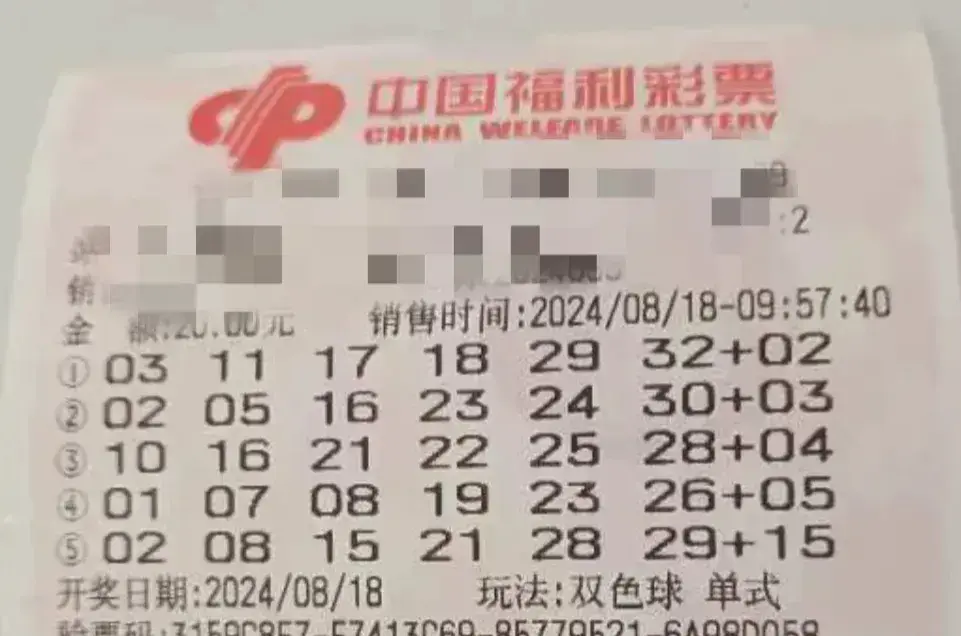 中国福利彩票
CHINA WELFARE LOTTERY
:2
销
金 额:20.00元 销售时间:2024/08/18-09:57:40
① 03 11 17 18 29 32+02
② 02 05 16 23 24 30+03
③ 10 16 21 22 25 28+04
④ 01 07 08 19 23 26+05
⑤ 02 08 15 21 28 29+15
开奖日期:2024/08/18 玩法:双色球 单式
验票码: